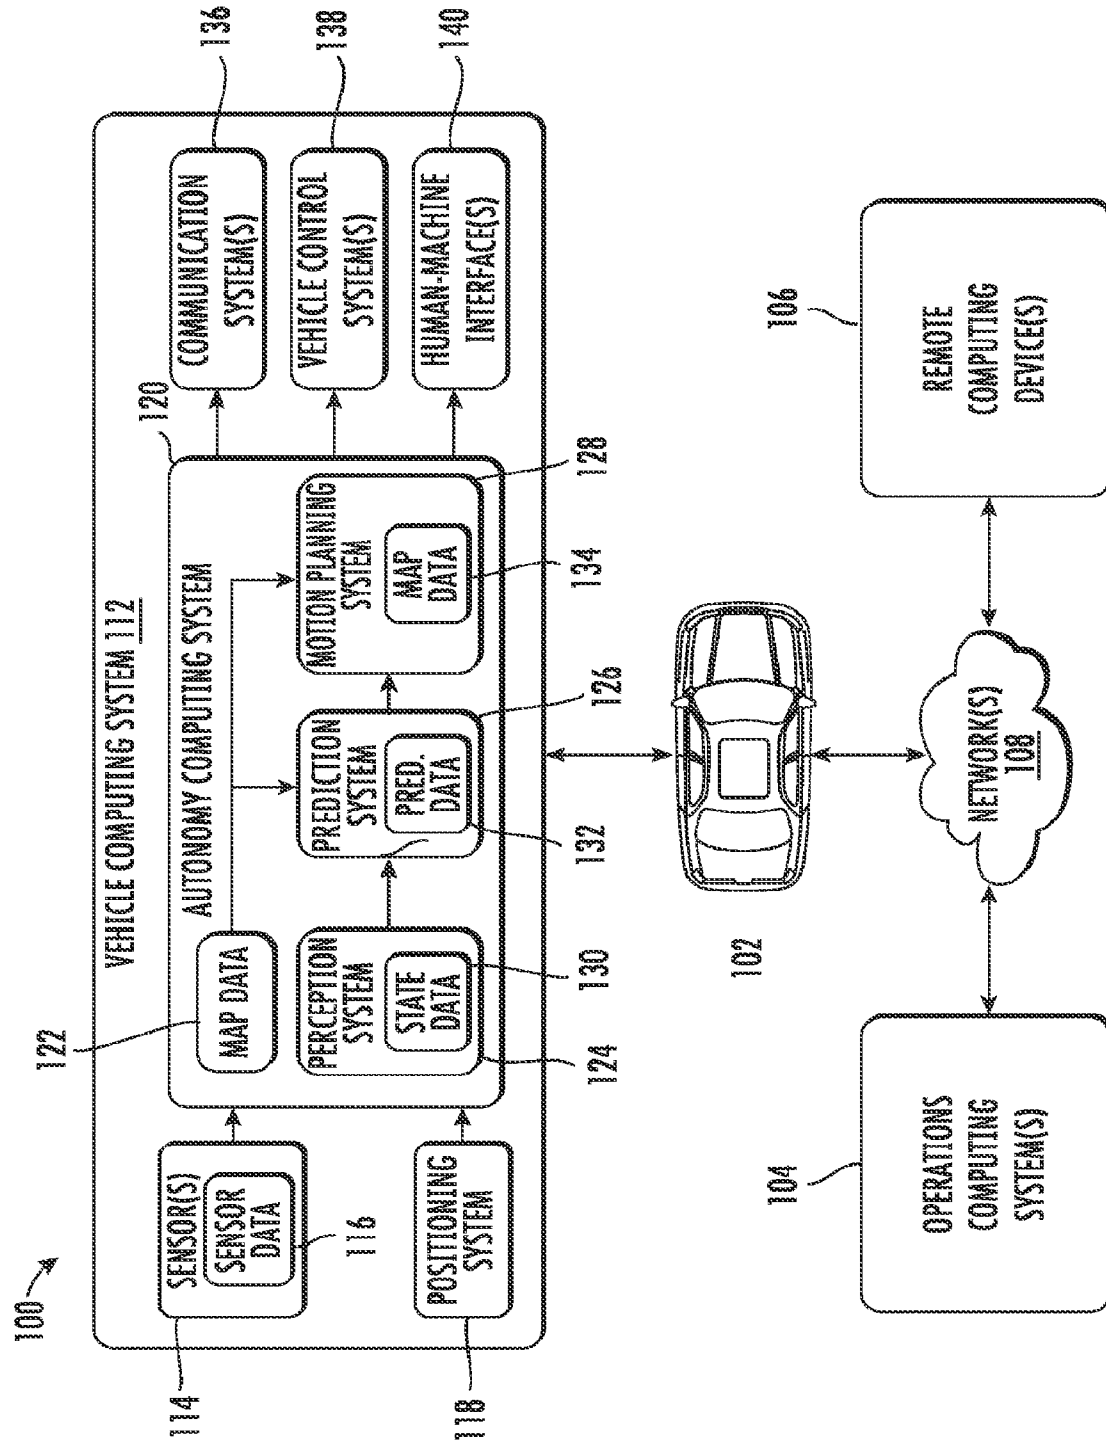 100
VEHICLE COMPUTING SYSTEM 112
114
SENSOR(S)
SENSOR
DATA
116
118
POSITIONING
SYSTEM
120
AUTONOMY COMPUTING SYSTEM
122
MAP DATA
PERCEPTION
SYSTEM
STATE
DATA
124
130
PREDICTION
SYSTEM
PRED.
DATA
132
126
MOTION PLANNING
SYSTEM
MAP
DATA
134
128
COMMUNICATION
SYSTEM(S)
136
VEHICLE CONTROL
SYSTEM(S)
138
HUMAN-MACHINE
INTERFACE(S)
140
102
104
OPERATIONS
COMPUTING
SYSTEM(S)
NETWORK(S)
108
106
REMOTE
COMPUTING
DEVICE(S)